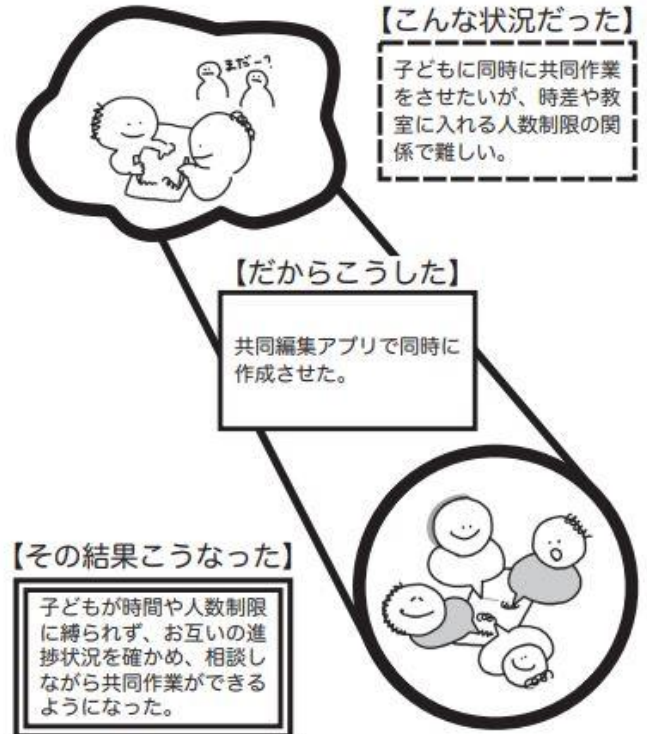 【こんな状況だった】
まだー?
子どもに同時に共同作業
をさせたいが、時差や教
室に入れる人数制限の関
係で難しい。
【だからこうした】
共同編集アプリで同時に
作成させた。
【その結果こうなった】
子どもが時間や人数制限
に縛られず、お互いの進
捗状況を確かめ、相談し
ながら共同作業ができる
ようになった。